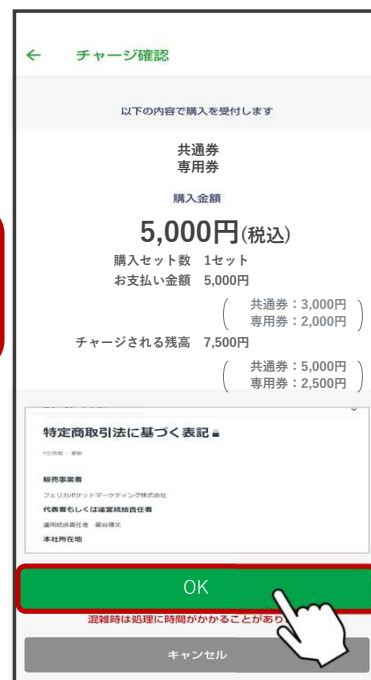 ← チャージ確認
以下の内容で購入を受付します
共通券
専用券
購入金額
5,000円(税込)
購入セット数 1セット
お支払い金額 5,000円
(共通券：3,000円
専用券：2,000円)
チャージされる残高 7,500円
(共通券：5,000円
専用券：2,500円)
特定商取引法に基づく表記
販売事業者
フェリカポケットマーケティング株式会社
代表者もしくは運営統括責任者
運用統括責任者
本社所在地
OK
混雑時は処理に時間がかかることがあり
キャンセル